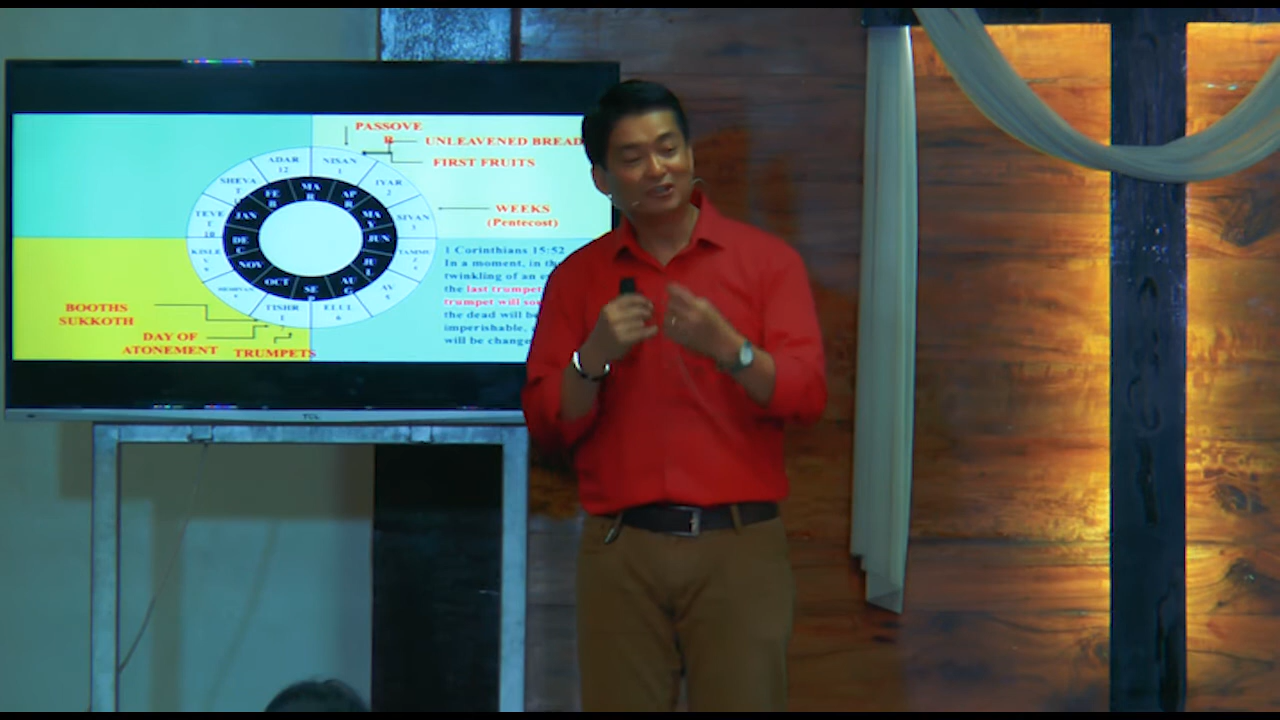 PASSOVE
R
UNLEAVENED BREAD
FIRST FRUITS
ADAR
12
NISAN
1
SHEVA
T
IYAR
2
TEVE
T
10
SIVAN
3
WEEKS
(Pentecost)
MA
R
FE
B
AP
R
JAN
MA
Y
DE
C
JUN
NOV
JU
L
OCT
AU
G
SE
P
KISLE
V
TAMMU
Z
AV
5
TISHR
I
7
ELUL
6
1 Corinthians 15:52
In a moment, in the
twinkling of an
the last trumpet
trumpet will
the dead will be
imperishable,
will be change
BOOTHS
SUKKOTH
DAY OF
ATONEMENT
TRUMPETS
TCL